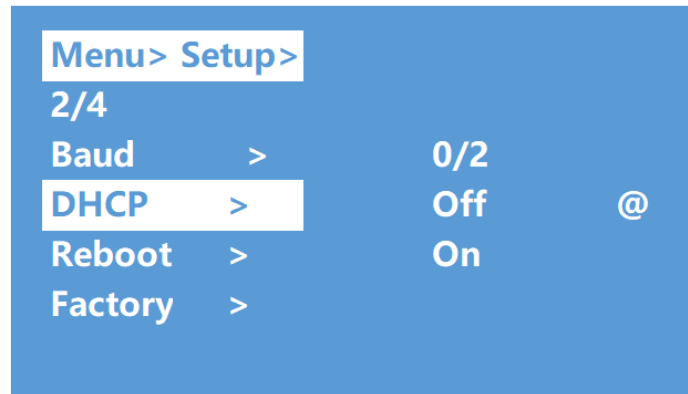 Menu> Setup>
2/4
Baud > 0/2
DHCP > Off @
Reboot > On
Factory >